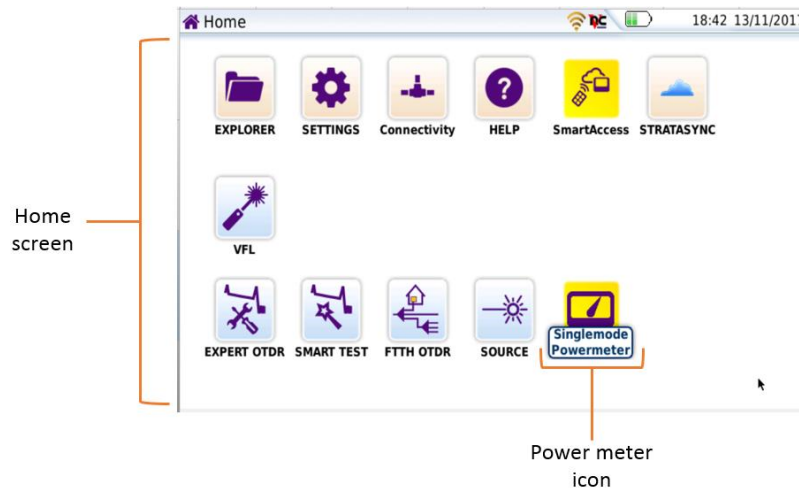 Home
18:42 13/11/2017
EXPLORER
SETTINGS
Connectivity
HELP
SmartAccess
STRATASYNC
Home
screen
VFL
EXPERT OTDR
SMART TEST
FTTH OTDR
SOURCE
Singlemode
Powermeter
Power meter
icon